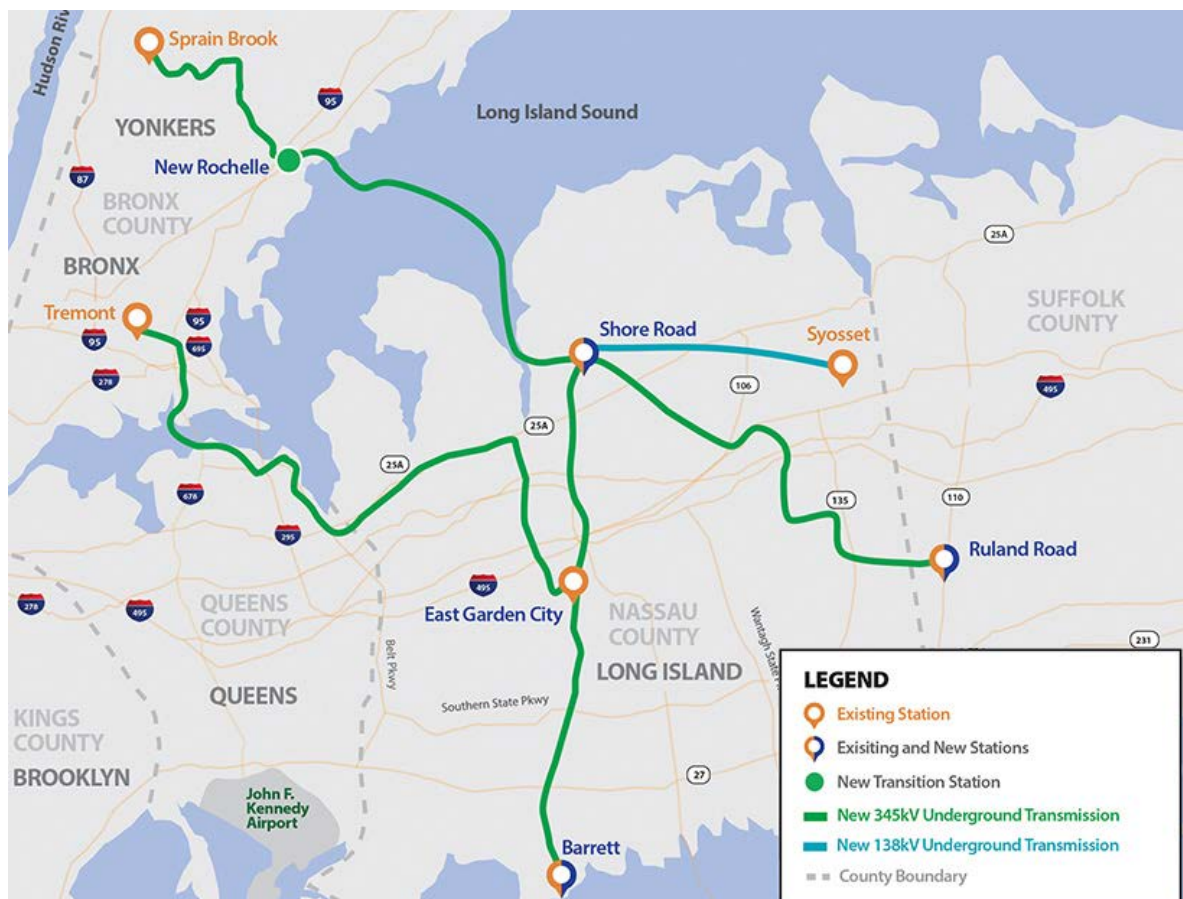 Hudson Riv
Sprain Brook
95
Long Island Sound
YONKERS
New Rochelle
87
BRONX
COUNTY
25A
BRONX
SUFFOLK
COUNTY
Tremont
95
95
695
Shore Road
Syosset
278
106
495
25A
25A
678
135
110
295
Ruland Road
495
East Garden City
278
495
QUEENS
COUNTY
NASSAU
COUNTY
Belt Pkwy
Wantagh State P
231
LONG ISLAND
QUEENS
Southern State Pkwy
KINGS
COUNTY
BROOKLYN
27
John F.
Kennedy
Airport
Barrett
LEGEND
Existing Station
Exisiting and New Stations
New Transition Station
New 345kV Underground Transmission
New 138kV Underground Transmission
County Boundary